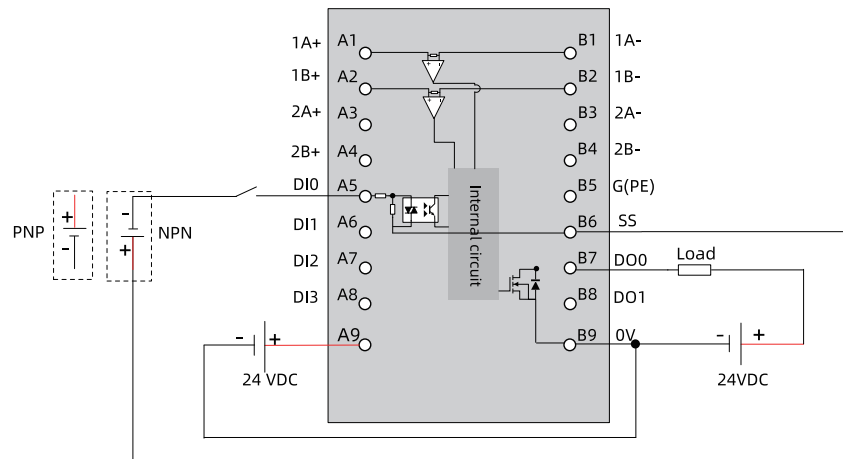 1A+ A1 B1 1A-
1B+ A2 B2 1B-
2A+ A3 B3 2A-
2B+ A4 B4 2B-
DI0 A5 B5 G(PE)
DI1 A6 B6 SS
DI2 A7 B7 DO0 Load
DI3 A8 B8 DO1
A9 B9 0V
PNP + -
- + NPN
Internal circuit
- + 24 VDC
- + 24VDC